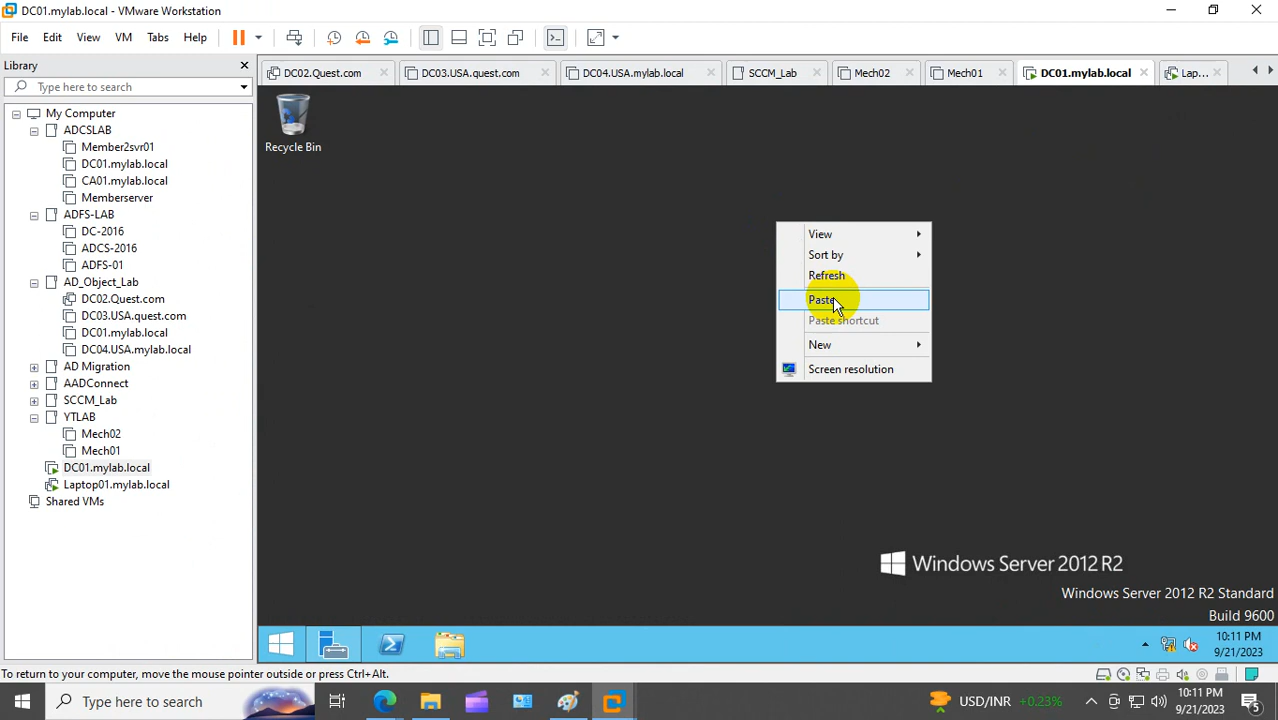 DC01.mylab.local - VMware Workstation
File Edit View VM Tabs Help
Library
Type here to search
My Computer
ADCSLAB
Member2svr01
DC01.mylab.local
CA01.mylab.local
Memberserver
ADFS-LAB
DC-2016
ADCS-2016
ADFS-01
AD_Object_Lab
DC02.Quest.com
DC03.USA.quest.com
DC01.mylab.local
DC04.USA.mylab.local
AD Migration
AADConnect
SCCM_Lab
YTLAB
Mech02
Mech01
DC01.mylab.local
Laptop01.mylab.local
Shared VMs
DC02.Quest.com DC03.USA.quest.com DC04.USA.mylab.local SCCM_Lab Mech02 Mech01 DC01.mylab.local Lap...
Recycle Bin
View
Sort by
Refresh
Paste
Paste shortcut
New
Screen resolution
Windows Server 2012 R2
Windows Server 2012 R2 Standard
Build 9600
10:11 PM
9/21/2023
To return to your computer, move the mouse pointer outside or press Ctrl+Alt.
Type here to search
USD/INR +0.23%
10:11 PM
9/21/2023
5